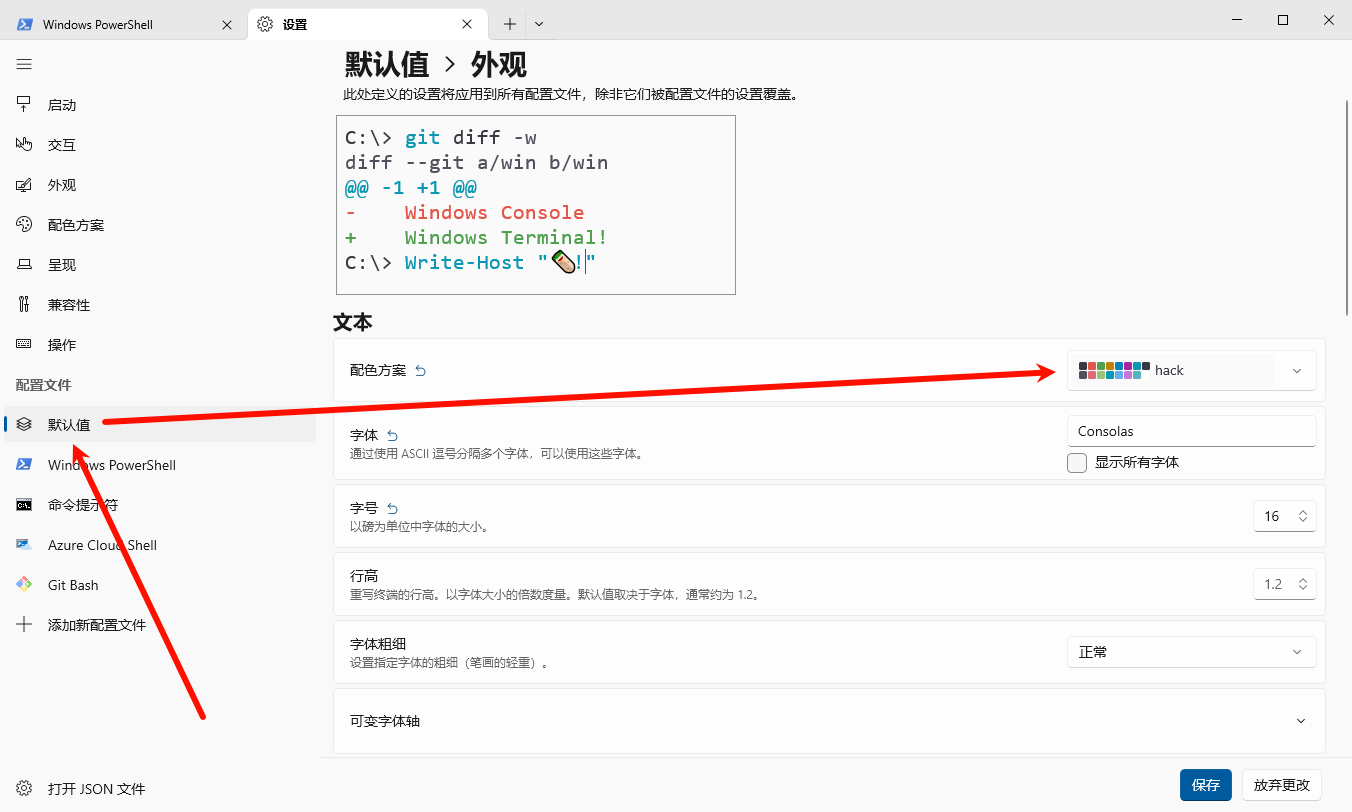 Windows PowerShell
设置
启动
交互
外观
配色方案
呈现
兼容性
操作
配置文件
默认值
Windows PowerShell
命令提示符
Azure Cloud Shell
Git Bash
添加新配置文件
打开 JSON 文件
默认值 > 外观
此处定义的设置将应用到所有配置文件，除非它们被配置文件的设置覆盖。
C:\> git diff -w
diff --git a/win b/win
@@ -1 +1 @@
-    Windows Console
+    Windows Terminal!
C:\> Write-Host "🌯!"
文本
配色方案
hack
字体
通过使用 ASCII 逗号分隔多个字体，可以使用这些字体。
Consolas
显示所有字体
字号
以磅为单位中字体的大小。
16
行高
重写终端的行高。以字体大小的倍数度量。默认值取决于字体，通常约为 1.2。
1.2
字体粗细
设置指定字体的粗细（笔画的轻重）。
正常
可变字体轴
保存
放弃更改